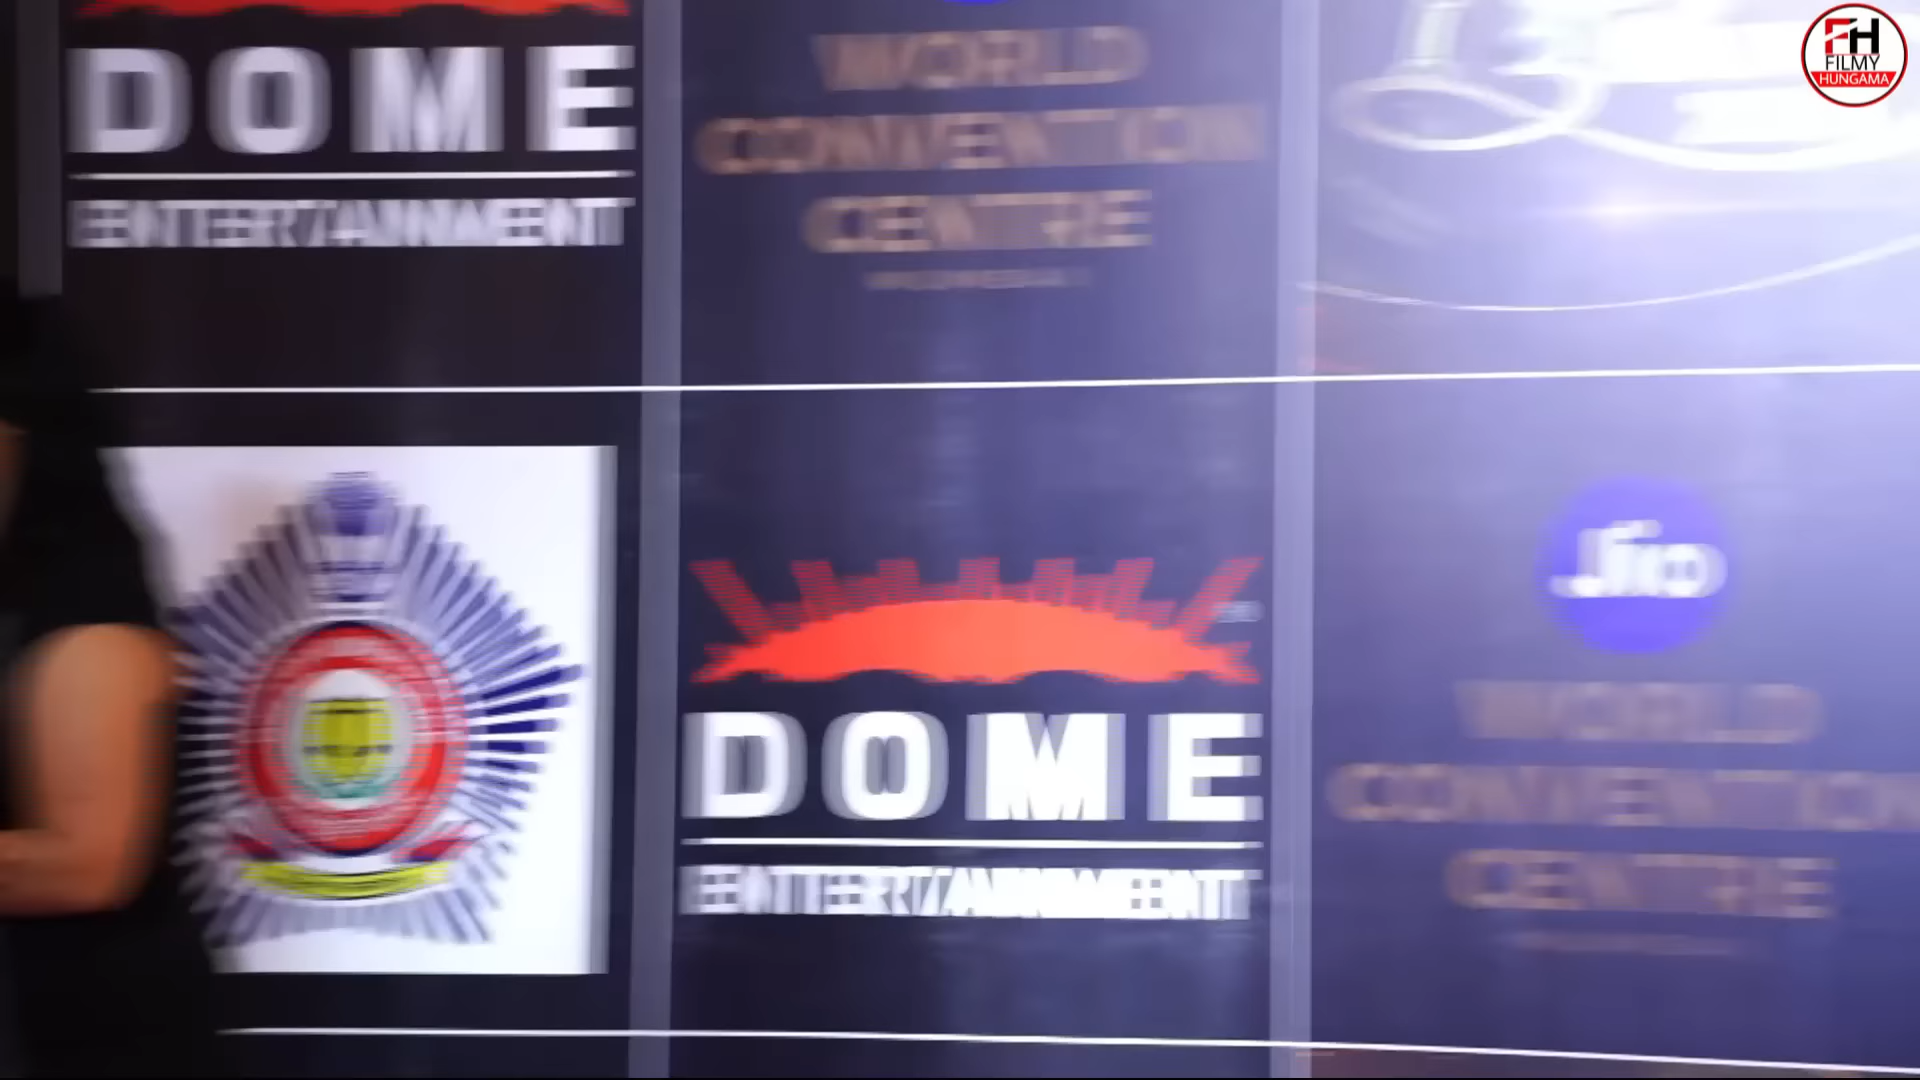 DOME
ENTERTAINMENT
WORLD
CONVENTION
CENTRE
FH
FILMY
HUNGAMA
DOME
ENTERTAINMENT
Jio
WORLD
CONVENTION
CENTRE